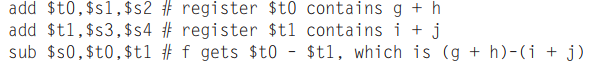 add $t0,$s1,$s2 # register $t0 contains g + h
add $t1,$s3,$s4 # register $t1 contains i + j
sub $s0,$t0,$t1 # f gets $t0 - $t1, which is (g + h)-(i + j)